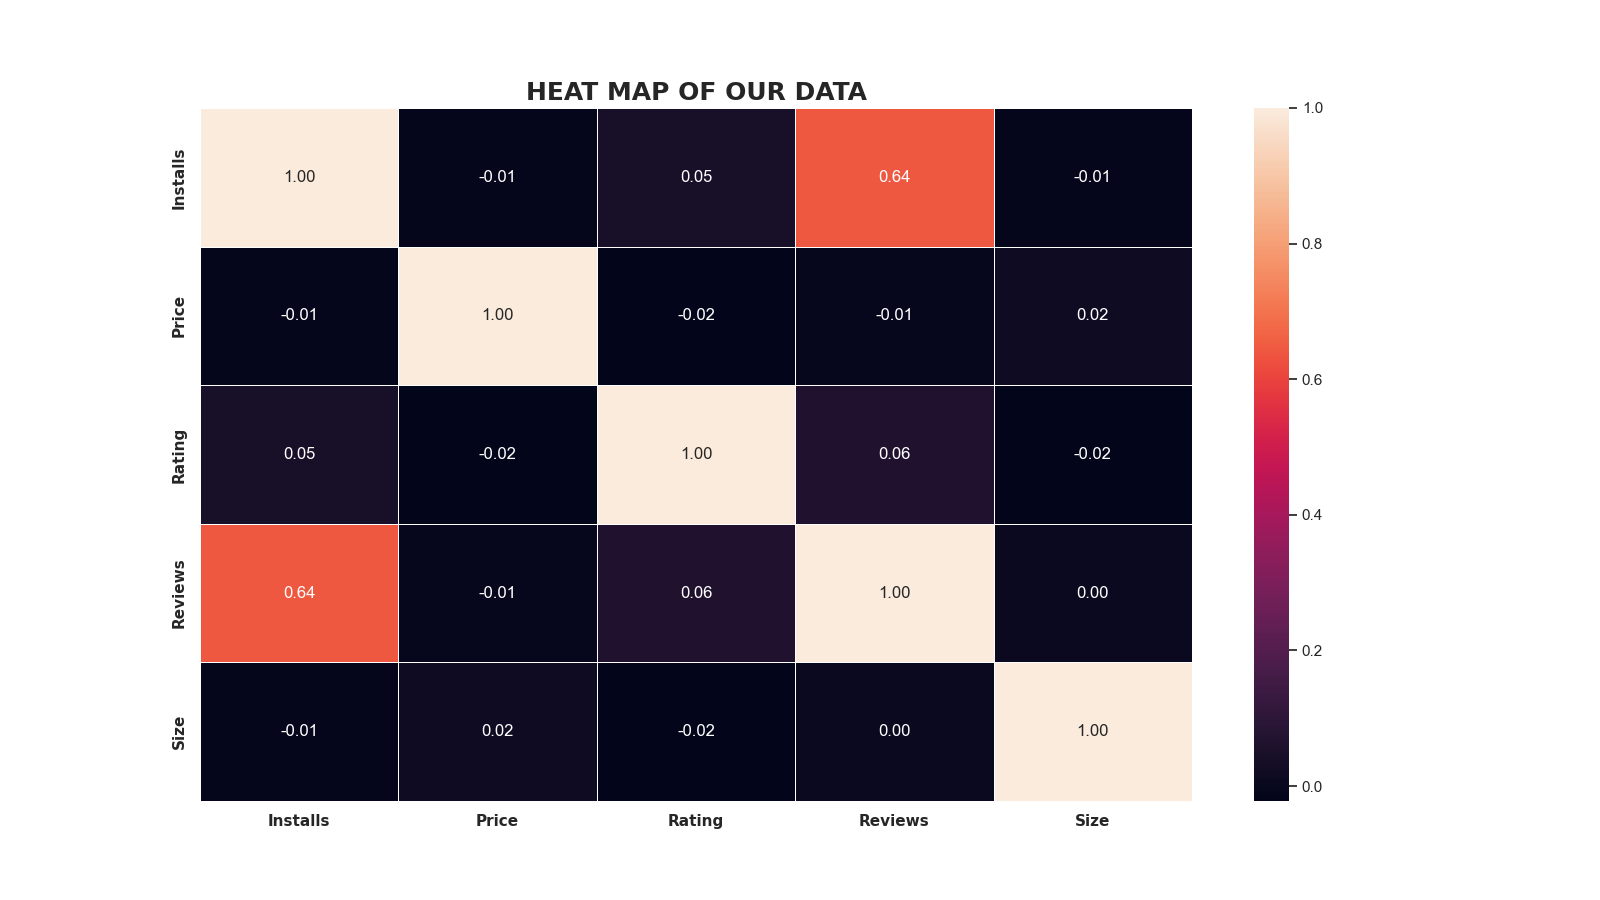 HEAT MAP OF OUR DATA
Installs 1.00 -0.01 0.05 0.64 -0.01
Price -0.01 1.00 -0.02 -0.01 0.02
Rating 0.05 -0.02 1.00 0.06 -0.02
Reviews 0.64 -0.01 0.06 1.00 0.00
Size -0.01 0.02 -0.02 0.00 1.00
Installs Price Rating Reviews Size
1.0
0.8
0.6
0.4
0.2
0.0